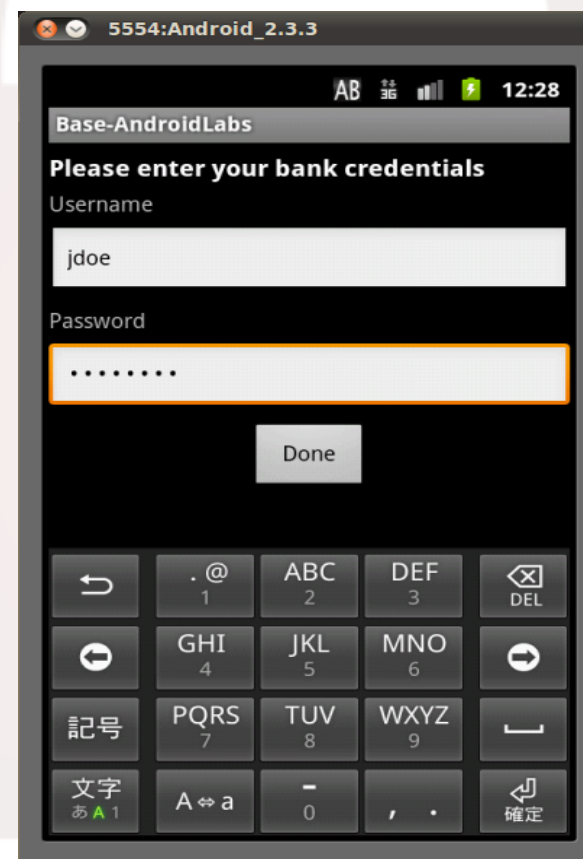 5554:Android_2.3.3
AB 3G 12:28
Base-AndroidLabs
Please enter your bank credentials
Username
jdoe
Password
••••••••
Done
. @ ABC DEF
1 2 3 DEL
GHI JKL MNO
4 5 6
記号 PQRS TUV WXYZ
7 8 9
文字 A⇔a - , .
あA1 0 確定